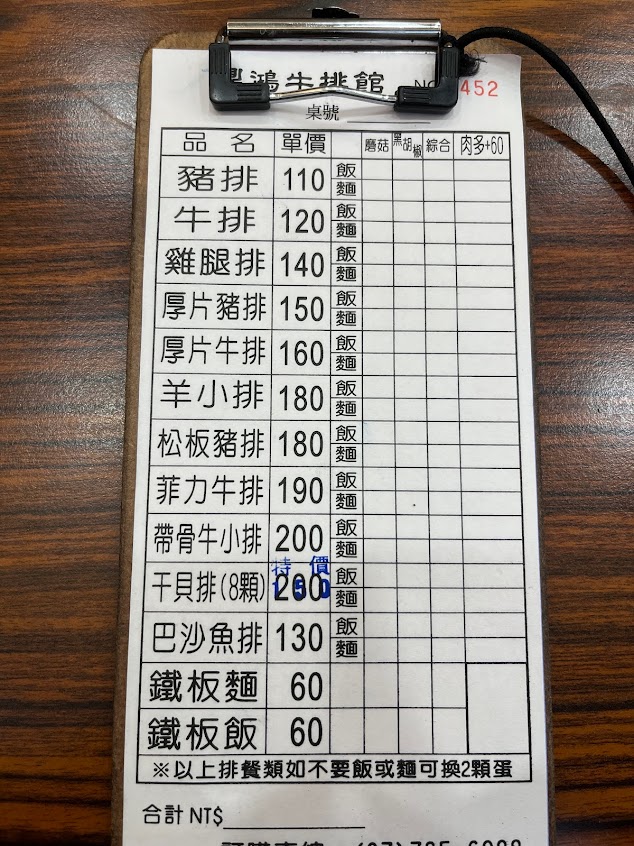 鴻牛排館 NO 452
桌號
品名 單價 蘑菇 黑胡椒 綜合 肉多+60
豬排 110 飯 麵
牛排 120 飯 麵
雞腿排 140 飯 麵
厚片豬排 150 飯 麵
厚片牛排 160 飯 麵
羊小排 180 飯 麵
松板豬排 180 飯 麵
菲力牛排 190 飯 麵
帶骨牛小排 200 飯 麵
特價
干貝排(8顆) 200 150 飯 麵
巴沙魚排 130 飯 麵
鐵板麵 60
鐵板飯 60
※以上排餐類如不要飯或麵可換2顆蛋
合計 NT$